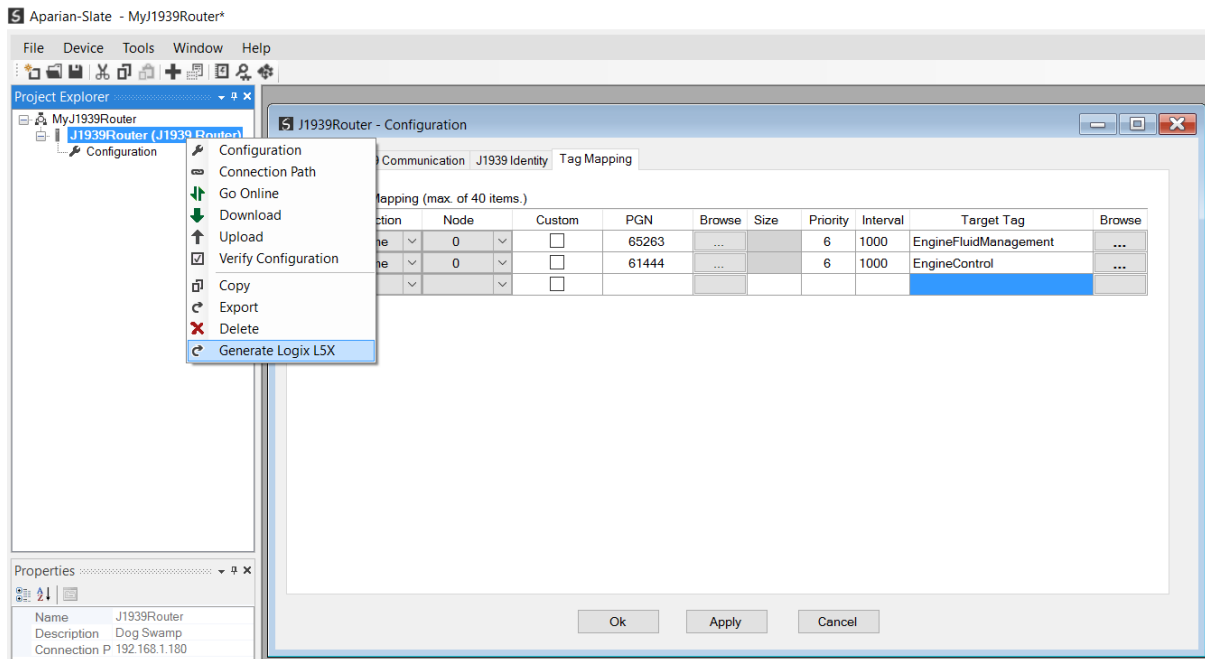 Aparian-Slate - MyJ1939Router*
File Device Tools Window Help
Project Explorer
MyJ1939Router
J1939Router (J1939 Router)
Configuration
Configuration
Connection Path
Go Online
Download
Upload
Verify Configuration
Copy
Export
Delete
Generate Logix L5X
J1939Router - Configuration
Communication J1939 Identity Tag Mapping
Mapping (max. of 40 items.)
Node Custom PGN Browse Size Priority Interval Target Tag Browse
0 65263 ... 6 1000 EngineFluidManagement ...
0 61444 ... 6 1000 EngineControl ...
Ok Apply Cancel
Properties
Name J1939Router
Description Dog Swamp
Connection P 192.168.1.180